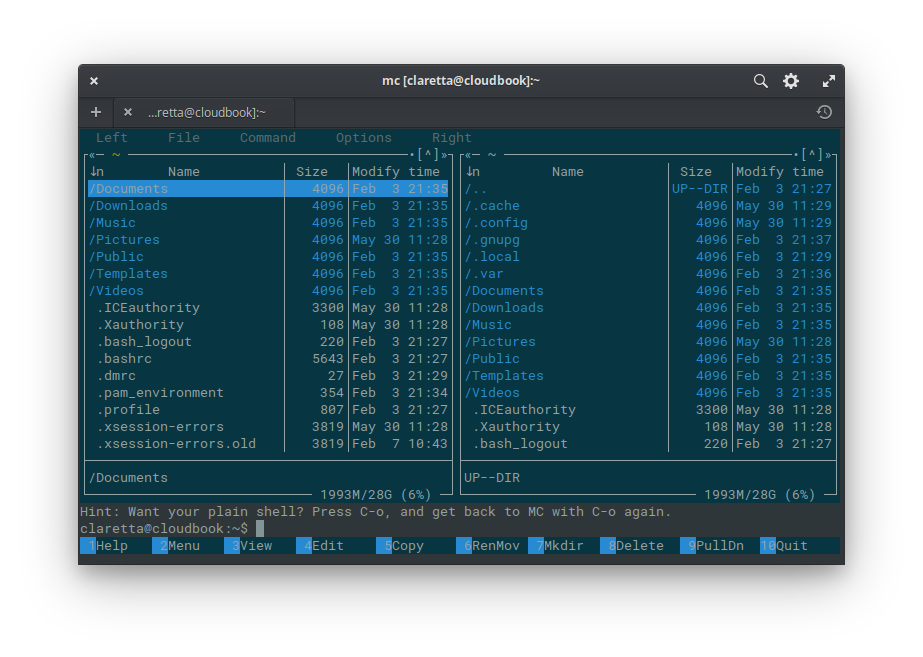 mc [claretta@cloudbook]:~
...retta@cloudbook]:~
Left File Command Options Right
«─ ~ ─ •[^]» «─ ~ ─ •[^]»
↓n Name Size Modify time ↓n Name Size Modify time
/Documents 4096 Feb 3 21:35 /.. UP--DIR Feb 3 21:27
/Downloads 4096 Feb 3 21:35 /.cache 4096 May 30 11:29
/Music 4096 Feb 3 21:35 /.config 4096 May 30 11:29
/Pictures 4096 May 30 11:28 /.gnupg 4096 Feb 3 21:37
/Public 4096 Feb 3 21:35 /.local 4096 Feb 3 21:29
/Templates 4096 Feb 3 21:35 /.var 4096 Feb 3 21:36
/Videos 4096 Feb 3 21:35 /Documents 4096 Feb 3 21:35
.ICEauthority 3300 May 30 11:28 /Downloads 4096 Feb 3 21:35
.Xauthority 108 May 30 11:28 /Music 4096 Feb 3 21:35
.bash_logout 220 Feb 3 21:27 /Pictures 4096 May 30 11:28
.bashrc 5643 Feb 3 21:27 /Public 4096 Feb 3 21:35
.dmrc 27 Feb 3 21:29 /Templates 4096 Feb 3 21:35
.pam_environment 354 Feb 3 21:34 /Videos 4096 Feb 3 21:35
.profile 807 Feb 3 21:27 .ICEauthority 3300 May 30 11:28
.xsession-errors 3819 May 30 11:28 .Xauthority 108 May 30 11:28
.xsession-errors.old 3819 Feb 7 10:43 .bash_logout 220 Feb 3 21:27
/Documents UP--DIR
1993M/28G (6%) 1993M/28G (6%)
Hint: Want your plain shell? Press C-o, and get back to MC with C-o again.
claretta@cloudbook:~$
1Help 2Menu 3View 4Edit 5Copy 6RenMov 7Mkdir 8Delete 9PullDn 10Quit